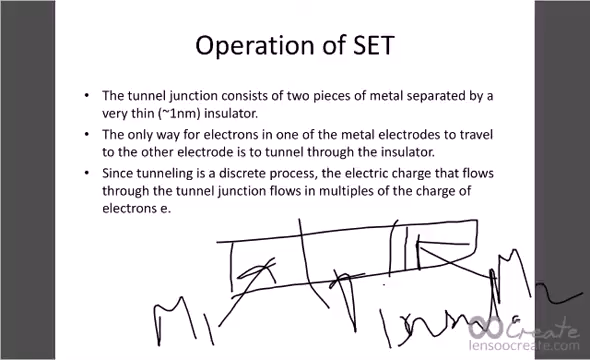 Operation of SET
• The tunnel junction consists of two pieces of metal separated by a
very thin (~1nm) insulator.
• The only way for electrons in one of the metal electrodes to travel
to the other electrode is to tunnel through the insulator.
• Since tunneling is a discrete process, the electric charge that flows
through the tunnel junction flows in multiples of the charge of
electrons e.
M1
M2
Create
lensoocreate.com